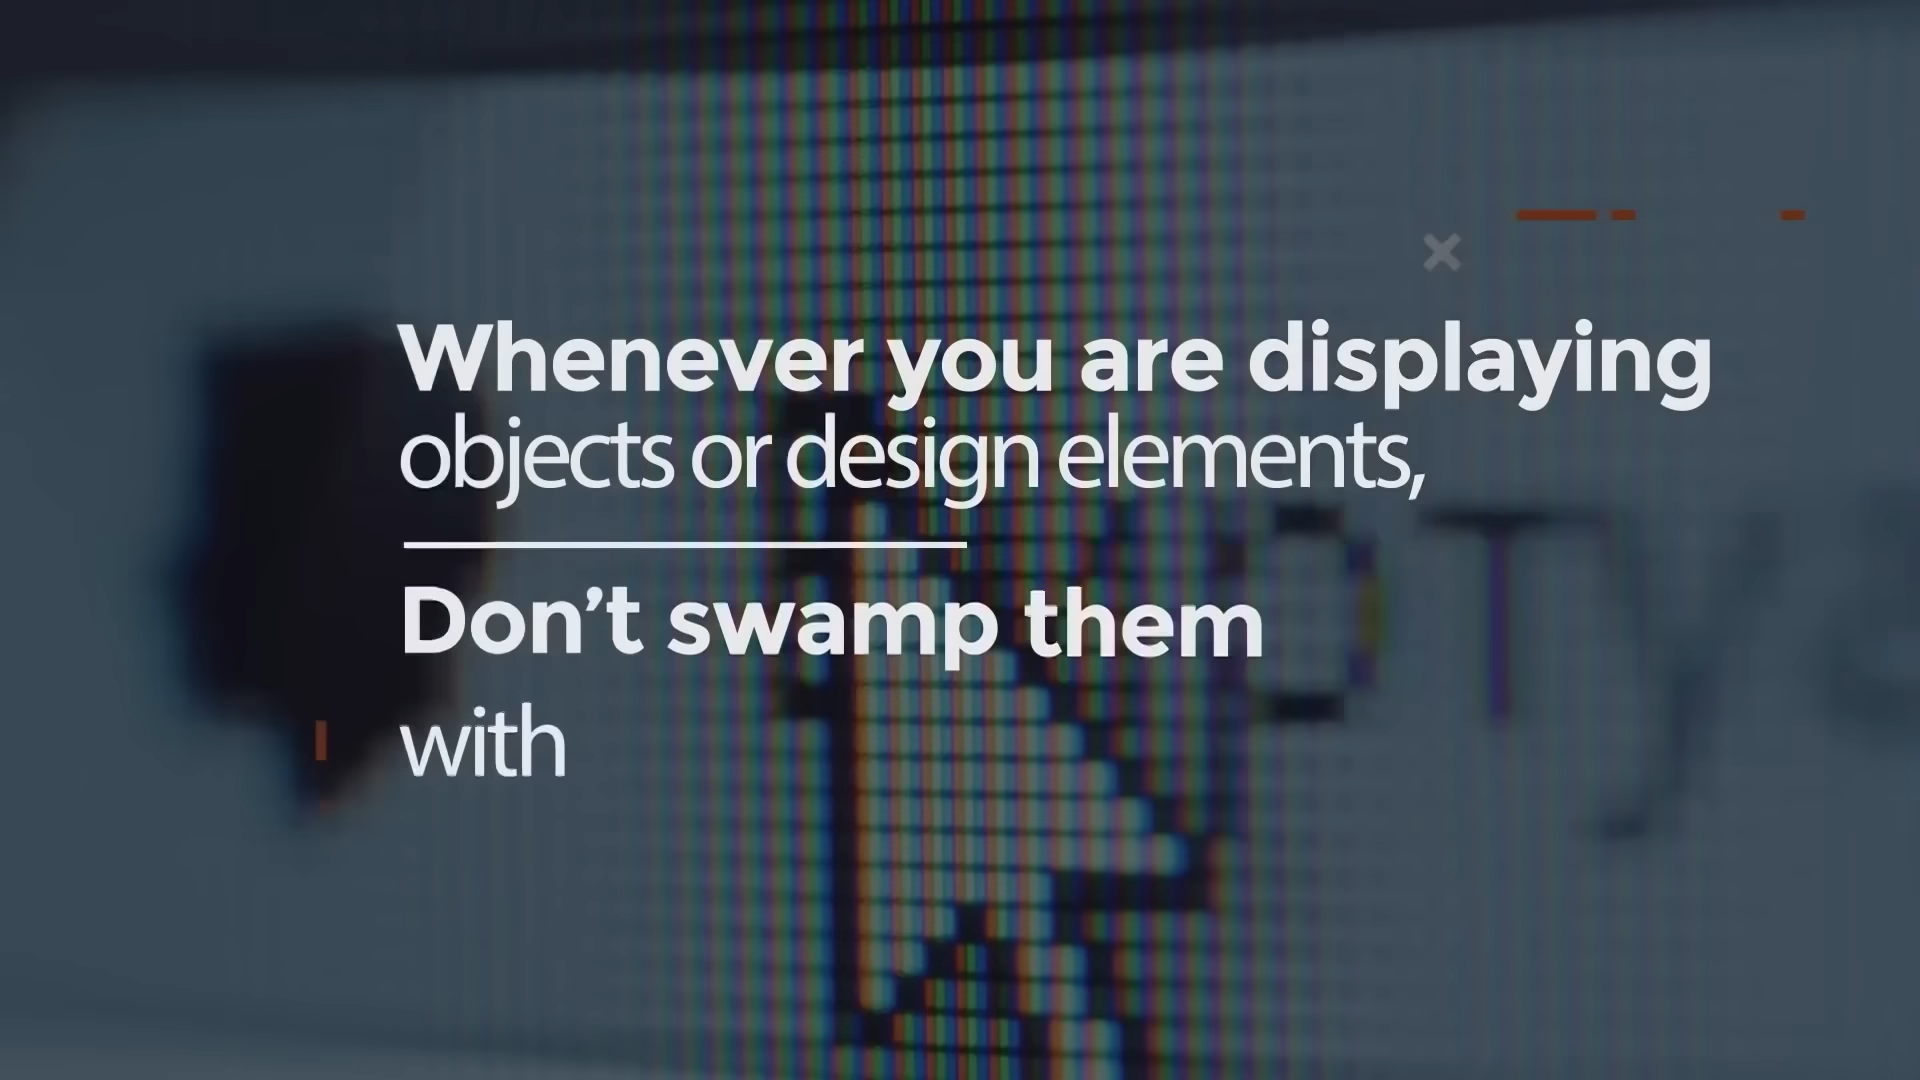 Whenever you are displaying
objects or design elements,
Don't swamp them
with